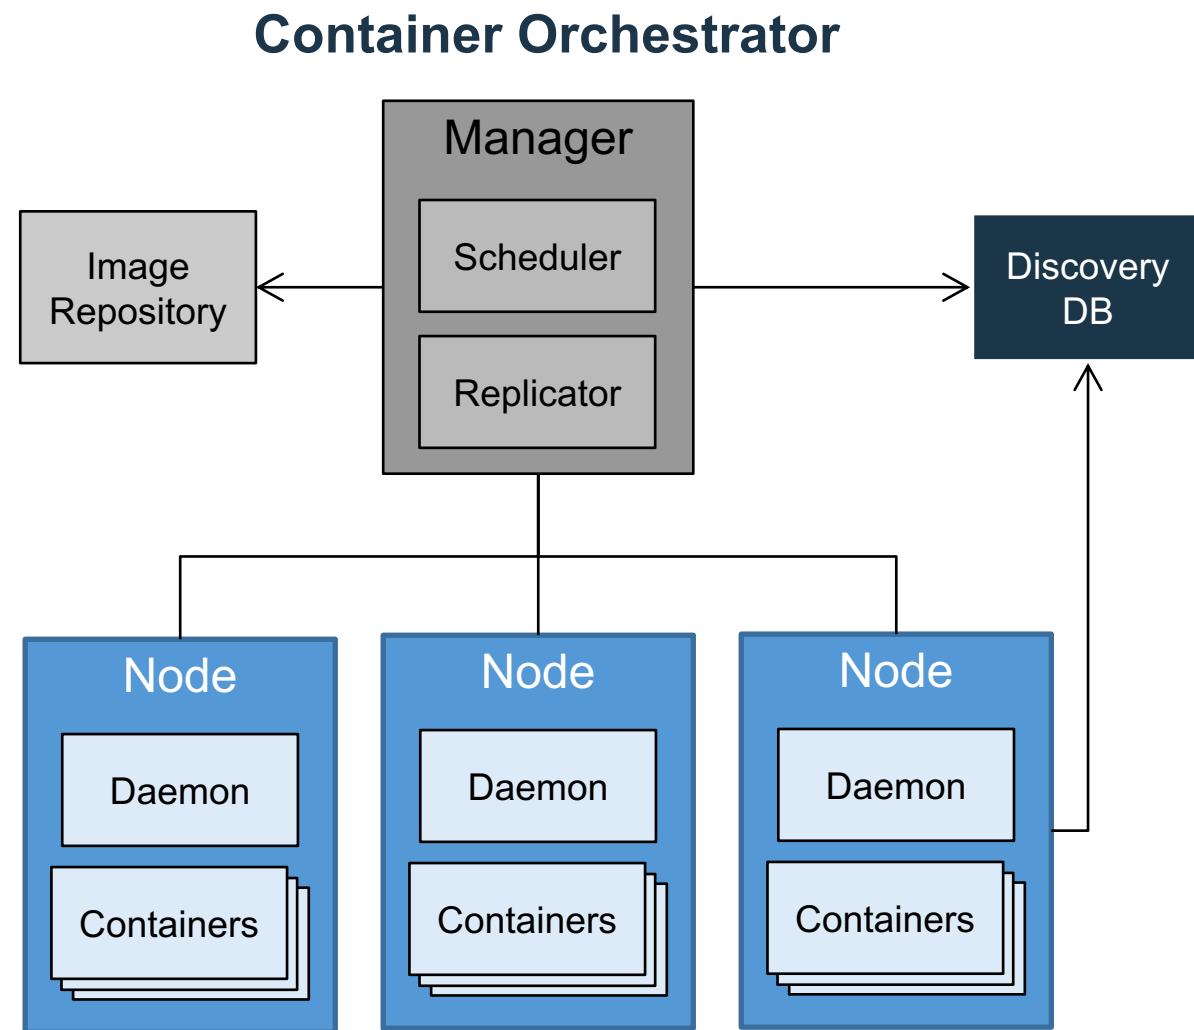 Container Orchestrator
Manager
Scheduler
Replicator
Image
Repository
Discovery
DB
Node
Daemon
Containers
Node
Daemon
Containers
Node
Daemon
Containers